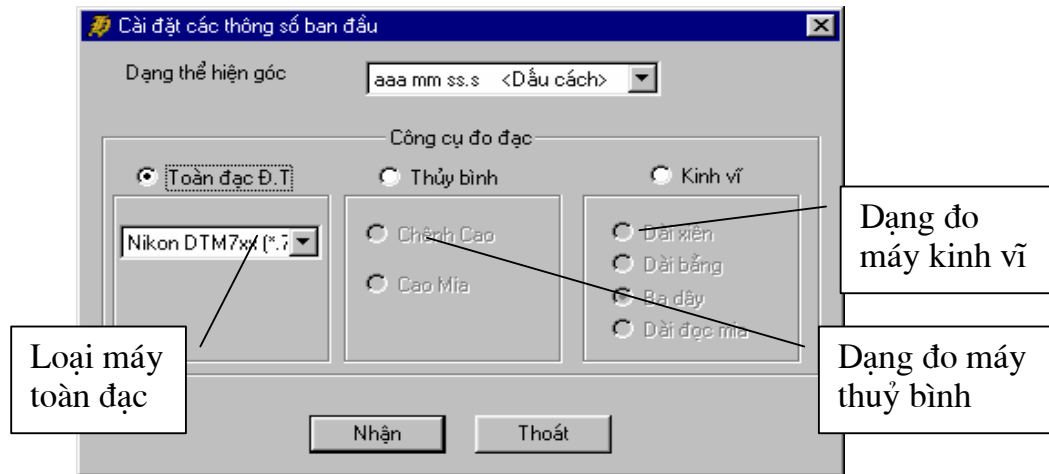 Cài đặt các thông số ban đầu
Dạng thể hiện góc
aaa mm ss.s <Dấu cách>
Công cụ đo đạc
Toàn đạc Đ.T
Thủy bình
Kinh vĩ
Nikon DTM7xx (*.7
Chênh Cao
Cao Mia
Dài xiên
Dài bằng
Ba dây
Dài đọc mia
Dạng đo
máy kinh vĩ
Loại máy
toàn đạc
Dạng đo máy
thuỷ bình
Nhận
Thoát